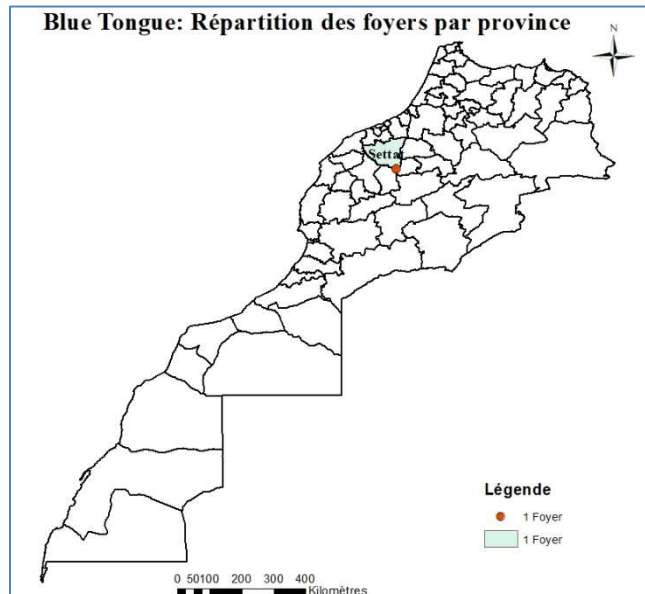 Blue Tongue: Répartition des foyers par province
N
Settat
Légende
1 Foyer
1 Foyer
0 50100 200 300 400
Kilomètres